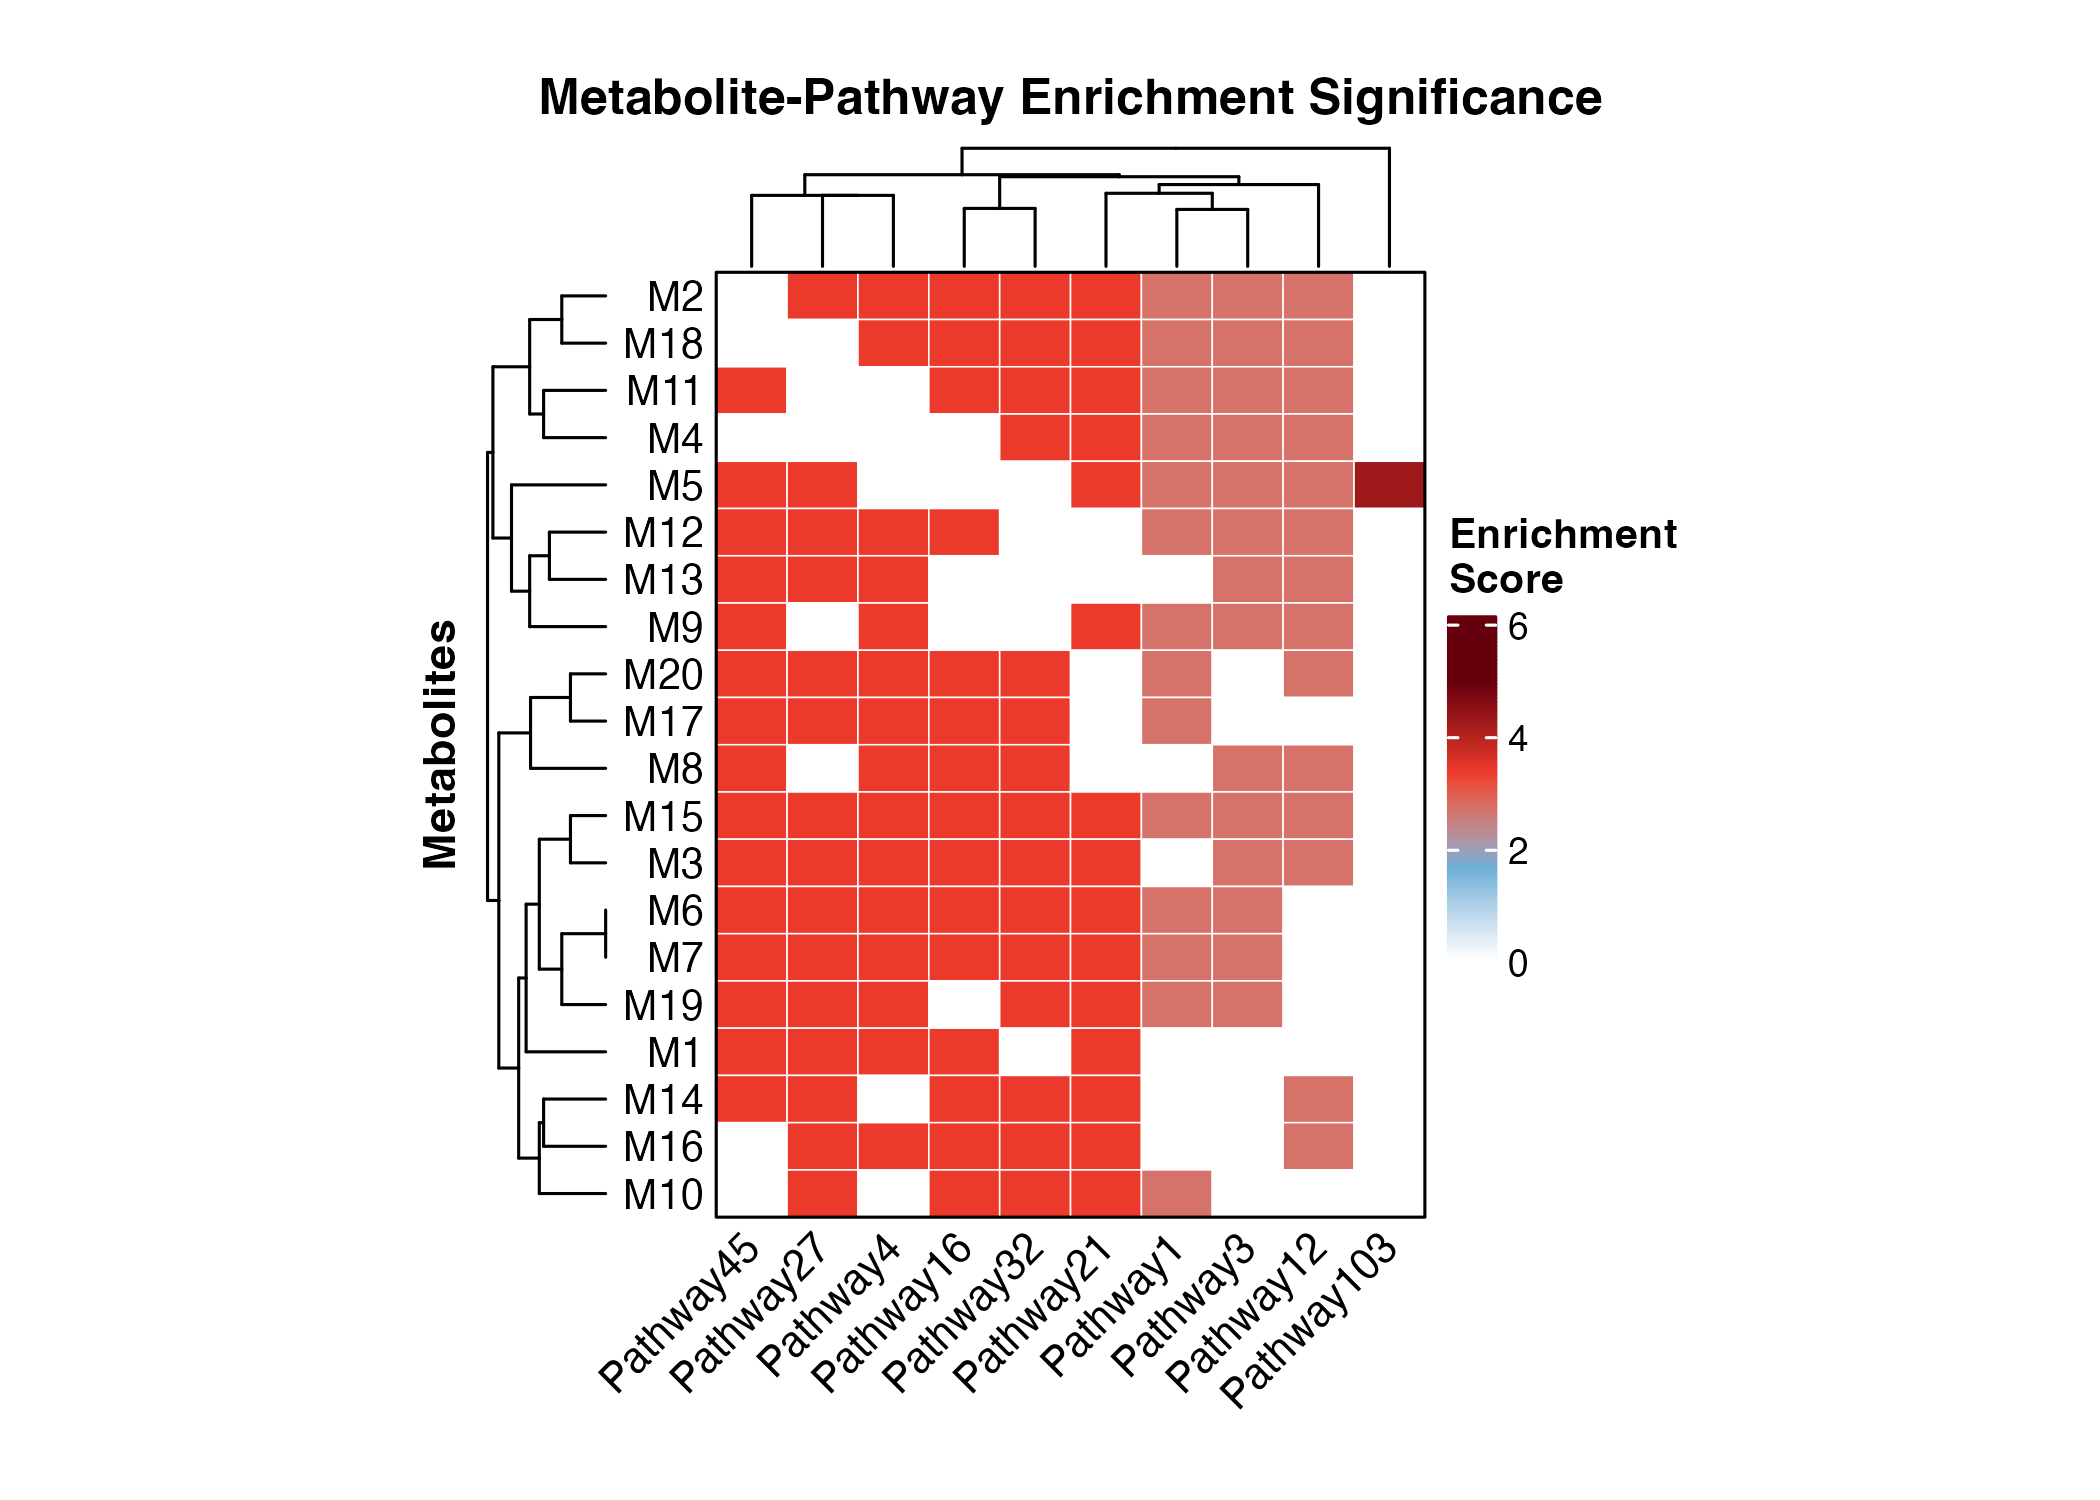 Metabolite-Pathway Enrichment Significance
M2
M18
M11
M4
M5
M12
M13
M9
M20
M17
M8
M15
M3
M6
M7
M19
M1
M14
M16
M10
Metabolites
Enrichment
Score
6
4
2
0
Pathway45
Pathway27
Pathway4
Pathway16
Pathway32
Pathway21
Pathway1
Pathway3
Pathway12
Pathway103